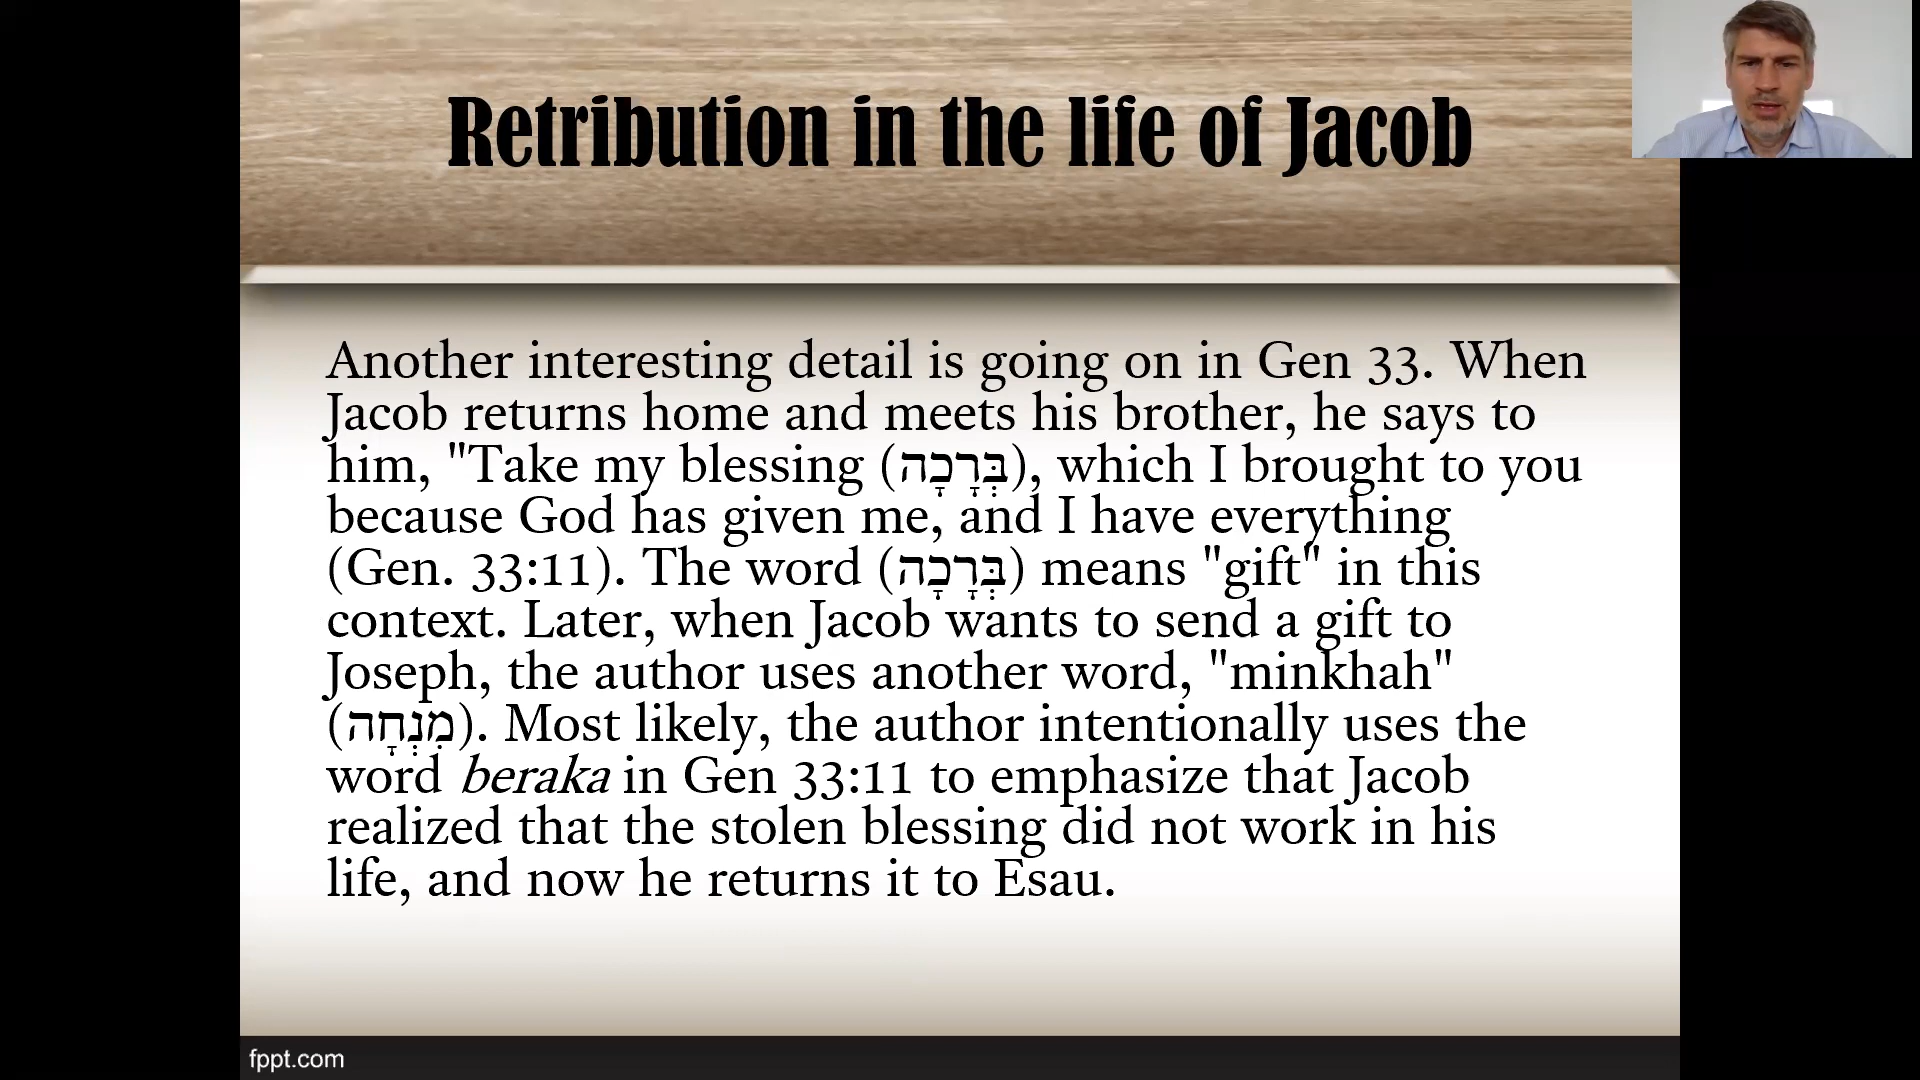 Retribution in the life of Jacob
Another interesting detail is going on in Gen 33. When
Jacob returns home and meets his brother, he says to
him, "Take my blessing (בְּרָכָה), which I brought to you
because God has given me, and I have everything
(Gen. 33:11). The word (בְּרָכָה) means "gift" in this
context. Later, when Jacob wants to send a gift to
Joseph, the author uses another word, "minkhah"
(מִנְחָה). Most likely, the author intentionally uses the
word beraka in Gen 33:11 to emphasize that Jacob
realized that the stolen blessing did not work in his
life, and now he returns it to Esau.
fppt.com